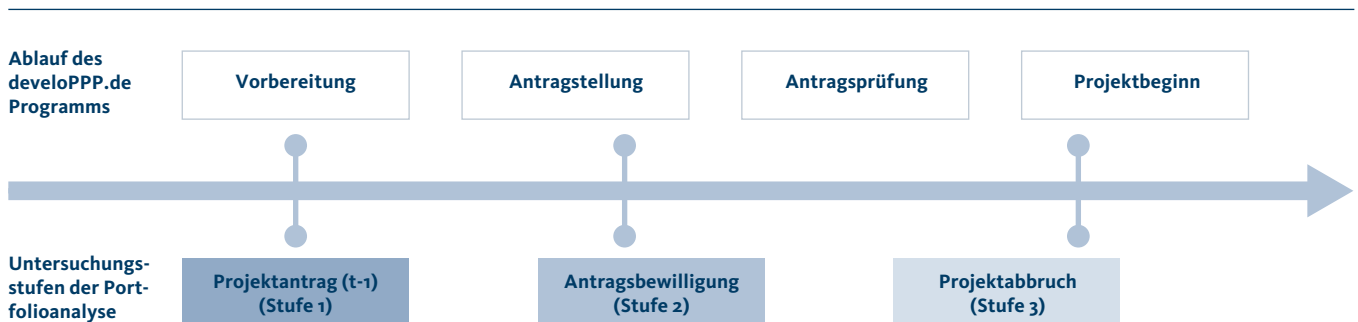 Ablauf des
develoPPP.de
Programms
Vorbereitung
Antragstellung
Antragsprüfung
Projektbeginn
Untersuchungs-
stufen der Port-
folioanalyse
Projektantrag (t-1)
(Stufe 1)
Antragsbewilligung
(Stufe 2)
Projektabbruch
(Stufe 3)